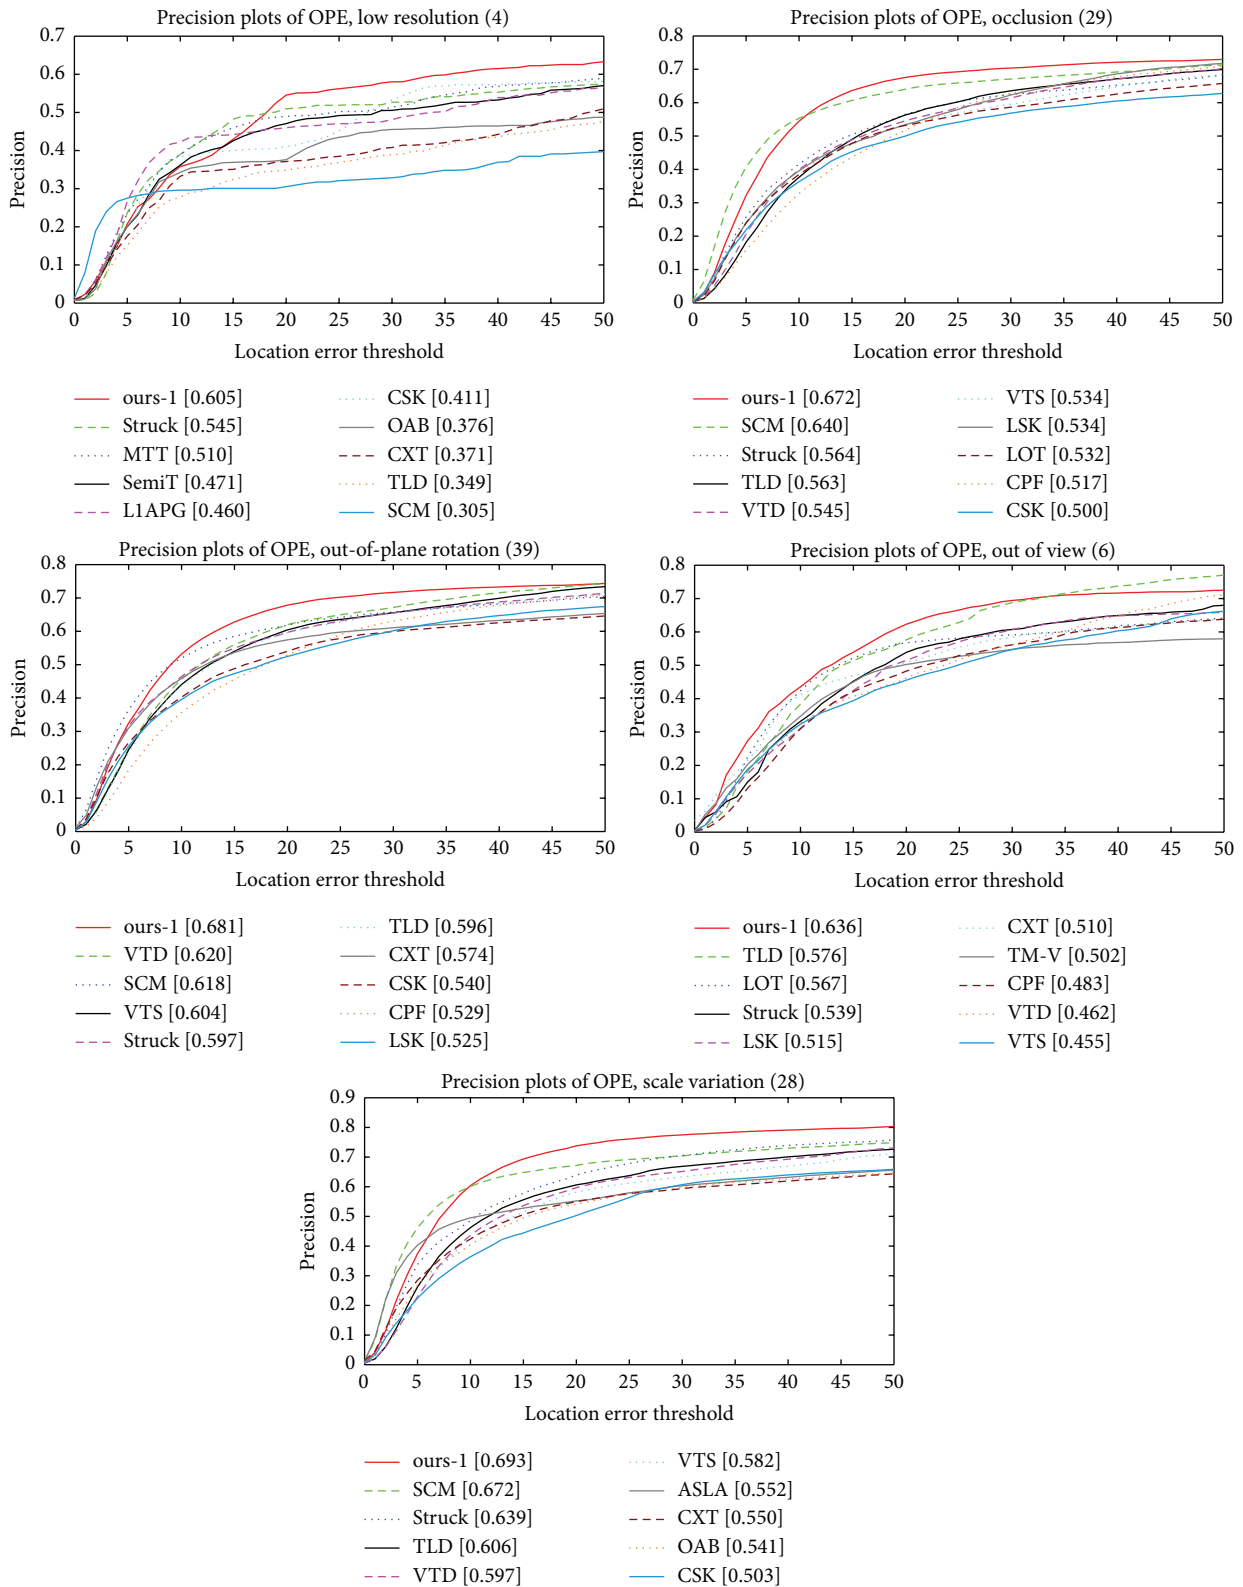 Precision plots of OPE, low resolution (4)
0.7
0.6
0.5
0.4
0.3
0.2
0.1
0
Precision
0 5 10 15 20 25 30 35 40 45 50
Location error threshold
ours-1 [0.605]
Struck [0.545]
MTT [0.510]
SemiT [0.471]
L1APG [0.460]
CSK [0.411]
OAB [0.376]
CXT [0.371]
TLD [0.349]
SCM [0.305]
Precision plots of OPE, occlusion (29)
0.8
0.7
0.6
0.5
0.4
0.3
0.2
0.1
0
Precision
0 5 10 15 20 25 30 35 40 45 50
Location error threshold
ours-1 [0.672]
SCM [0.640]
Struck [0.564]
TLD [0.563]
VTD [0.545]
VTS [0.534]
LSK [0.534]
LOT [0.532]
CPF [0.517]
CSK [0.500]
Precision plots of OPE, out-of-plane rotation (39)
0.8
0.7
0.6
0.5
0.4
0.3
0.2
0.1
0
Precision
0 5 10 15 20 25 30 35 40 45 50
Location error threshold
ours-1 [0.681]
VTD [0.620]
SCM [0.618]
VTS [0.604]
Struck [0.597]
TLD [0.596]
CXT [0.574]
CSK [0.540]
CPF [0.529]
LSK [0.525]
Precision plots of OPE, out of view (6)
0.8
0.7
0.6
0.5
0.4
0.3
0.2
0.1
0
Precision
0 5 10 15 20 25 30 35 40 45 50
Location error threshold
ours-1 [0.636]
TLD [0.576]
LOT [0.567]
Struck [0.539]
LSK [0.515]
CXT [0.510]
TM-V [0.502]
CPF [0.483]
VTD [0.462]
VTS [0.455]
Precision plots of OPE, scale variation (28)
0.9
0.8
0.7
0.6
0.5
0.4
0.3
0.2
0.1
0
Precision
0 5 10 15 20 25 30 35 40 45 50
Location error threshold
ours-1 [0.693]
SCM [0.672]
Struck [0.639]
TLD [0.606]
VTD [0.597]
VTS [0.582]
ASLA [0.552]
CXT [0.550]
OAB [0.541]
CSK [0.503]